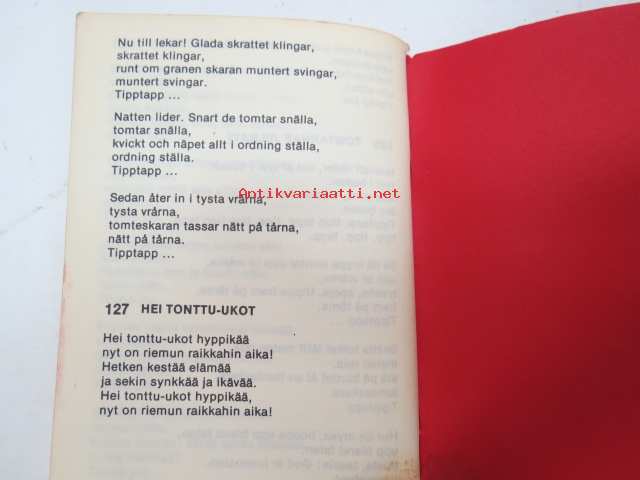 Nu till lekar! Glada skrattet klingar,
skrattet klingar,
runt om granen skaran muntert svingar,
muntert svingar.
Tipptapp ...
Natten lider. Snart de tomtar snälla,
tomtar snälla,
kvickt och näpet allt i ordning ställa,
ordning ställa.
Tipptapp ...
Antikvariaatti.net
Sedan åter in i tysta vrårna,
tysta vrårna,
tomteskaran tassar nätt på tårna,
nätt på tårna.
Tipptapp ...
127 HEI TONTTU-UKOT
Hei tonttu-ukot hyppikää
nyt on riemun raikkahin aika!
Hetken kestää elämää
ja sekin synkkää ja ikävää.
Hei tonttu-ukot hyppikää,
nyt on riemun raikkahin aika!